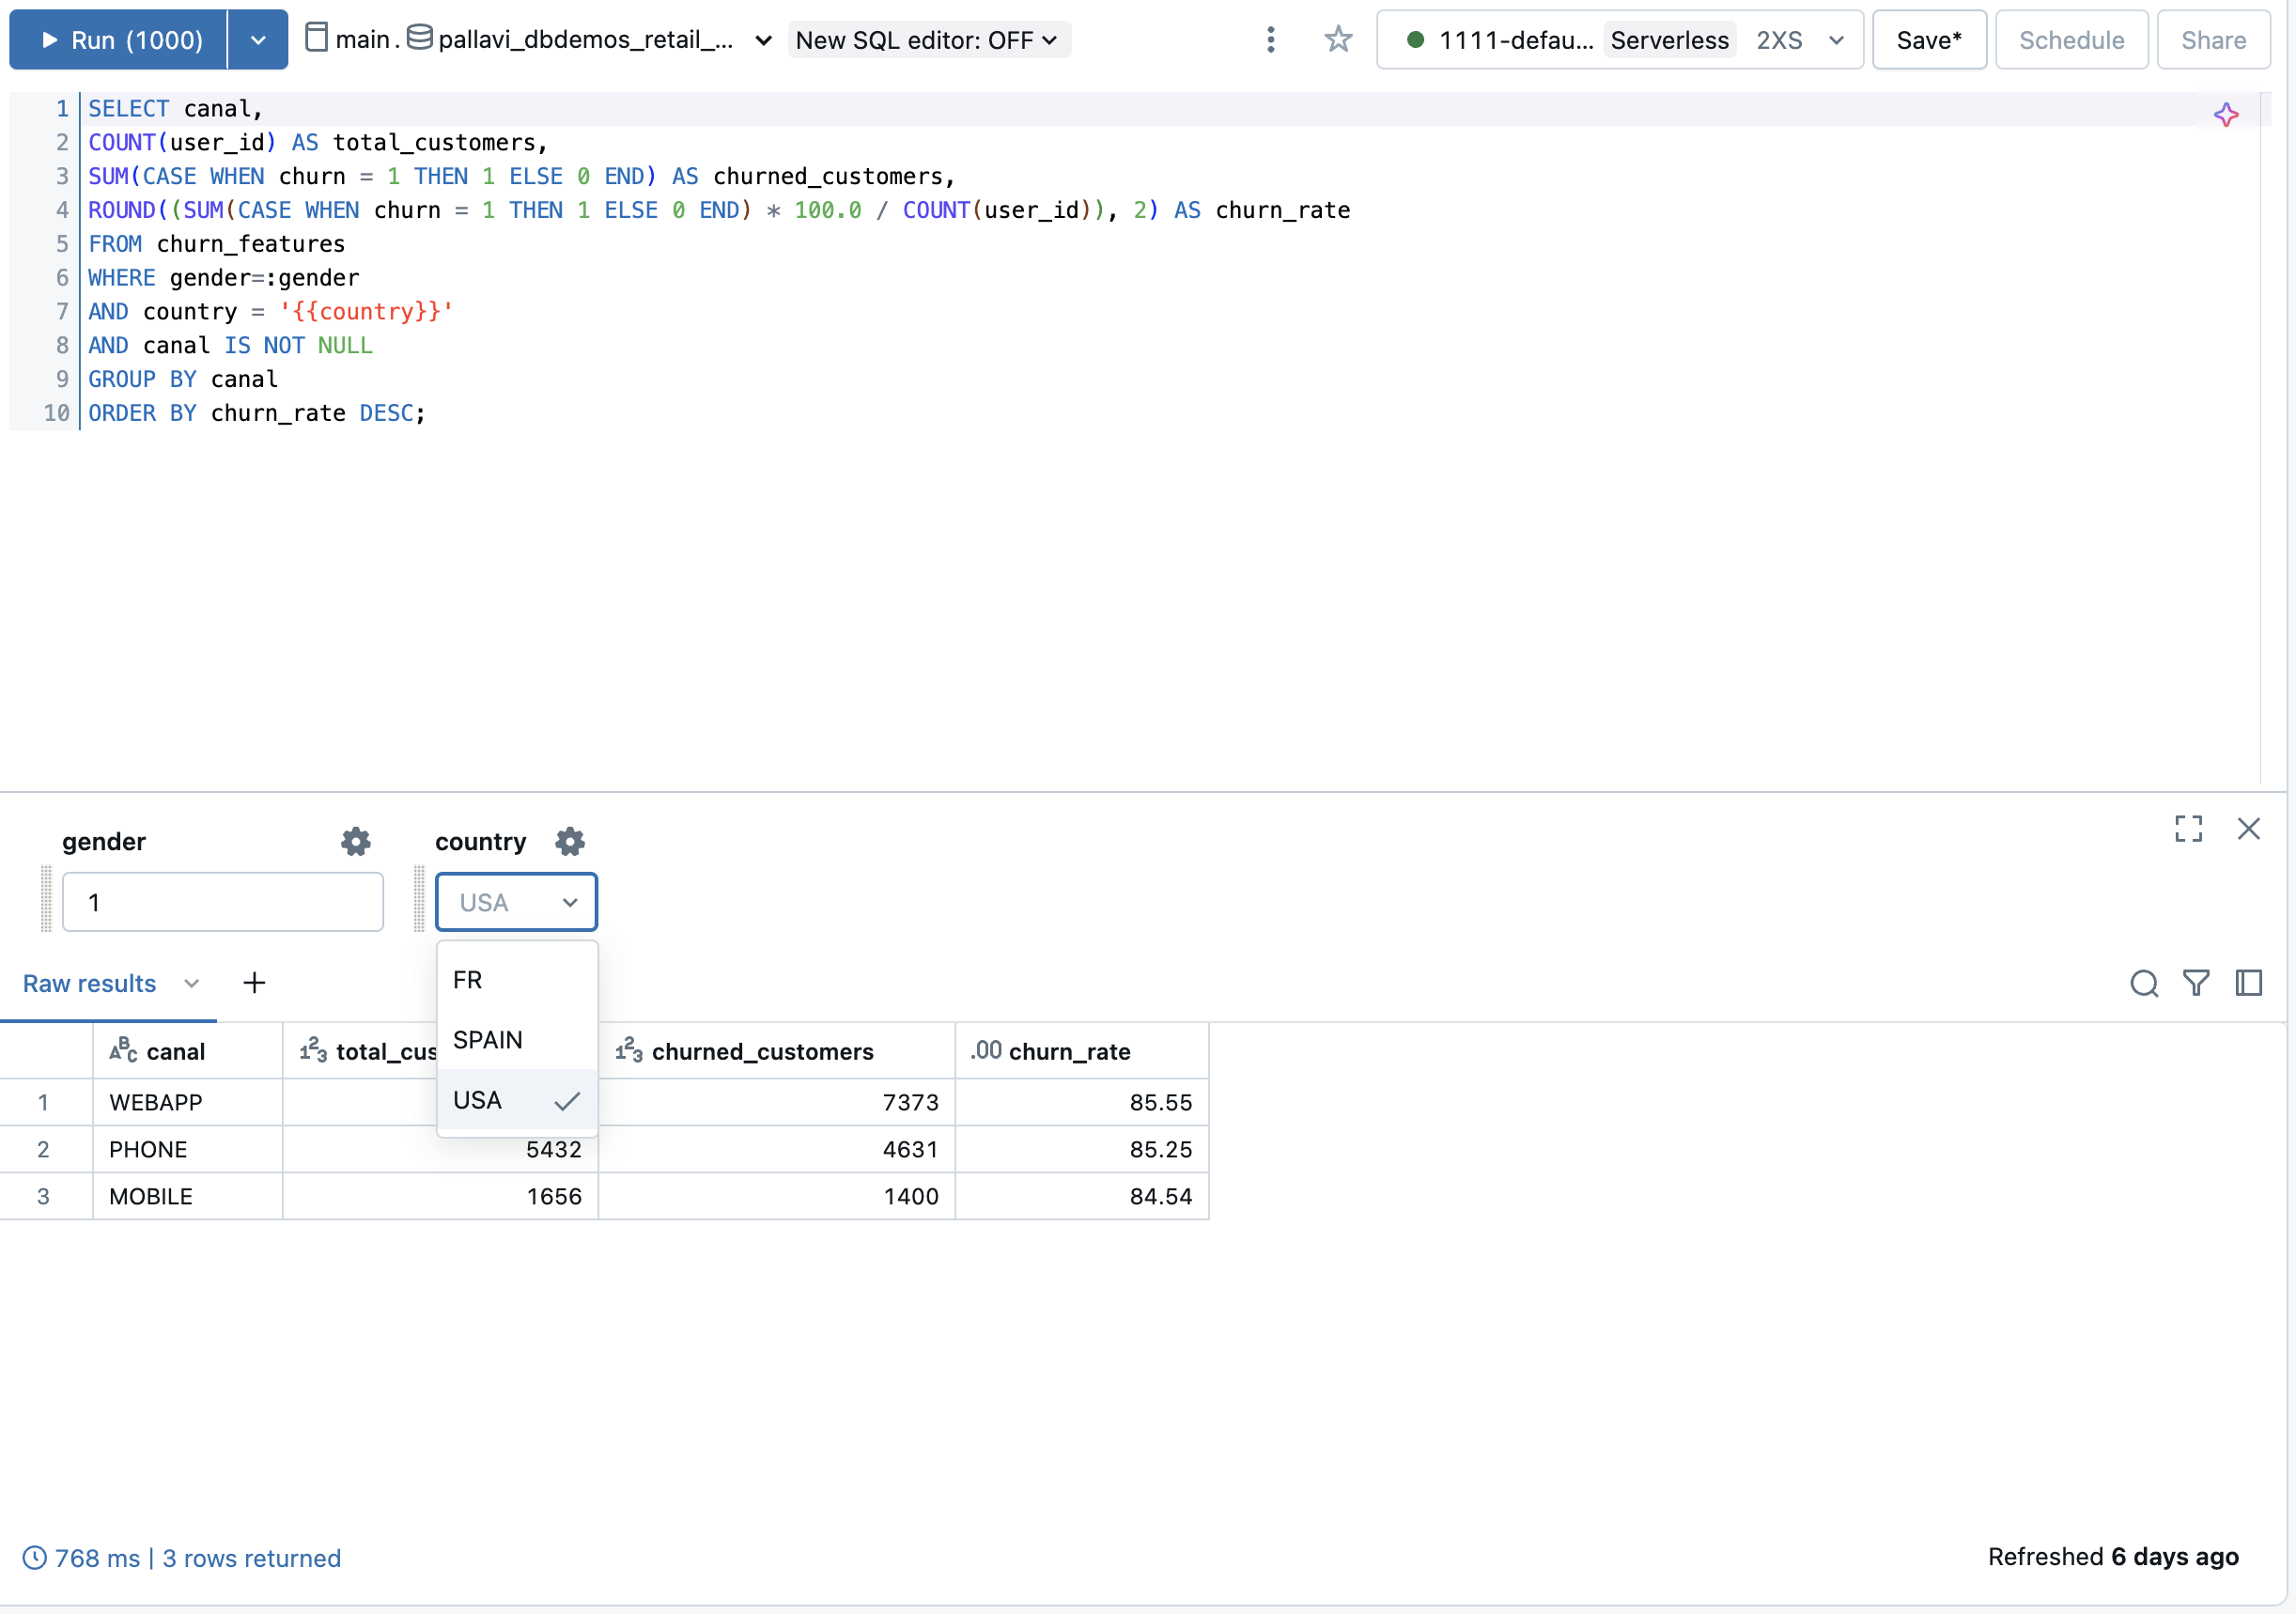 Run (1000) main. pallavi_dbdemos_retail_... New SQL editor: OFF 1111-defau... Serverless 2XS Save* Schedule Share
1 SELECT canal,
2 COUNT(user_id) AS total_customers,
3 SUM(CASE WHEN churn = 1 THEN 1 ELSE 0 END) AS churned_customers,
4 ROUND((SUM(CASE WHEN churn = 1 THEN 1 ELSE 0 END) * 100.0 / COUNT(user_id)), 2) AS churn_rate
5 FROM churn_features
6 WHERE gender=:gender
7 AND country = '{{country}}'
8 AND canal IS NOT NULL
9 GROUP BY canal
10 ORDER BY churn_rate DESC;
gender country
1 USA
FR
SPAIN
USA
Raw results +
ABC canal 123 total_cus 123 churned_customers .00 churn_rate
1 WEBAPP 7373 85.55
2 PHONE 5432 4631 85.25
3 MOBILE 1656 1400 84.54
768 ms | 3 rows returned Refreshed 6 days ago